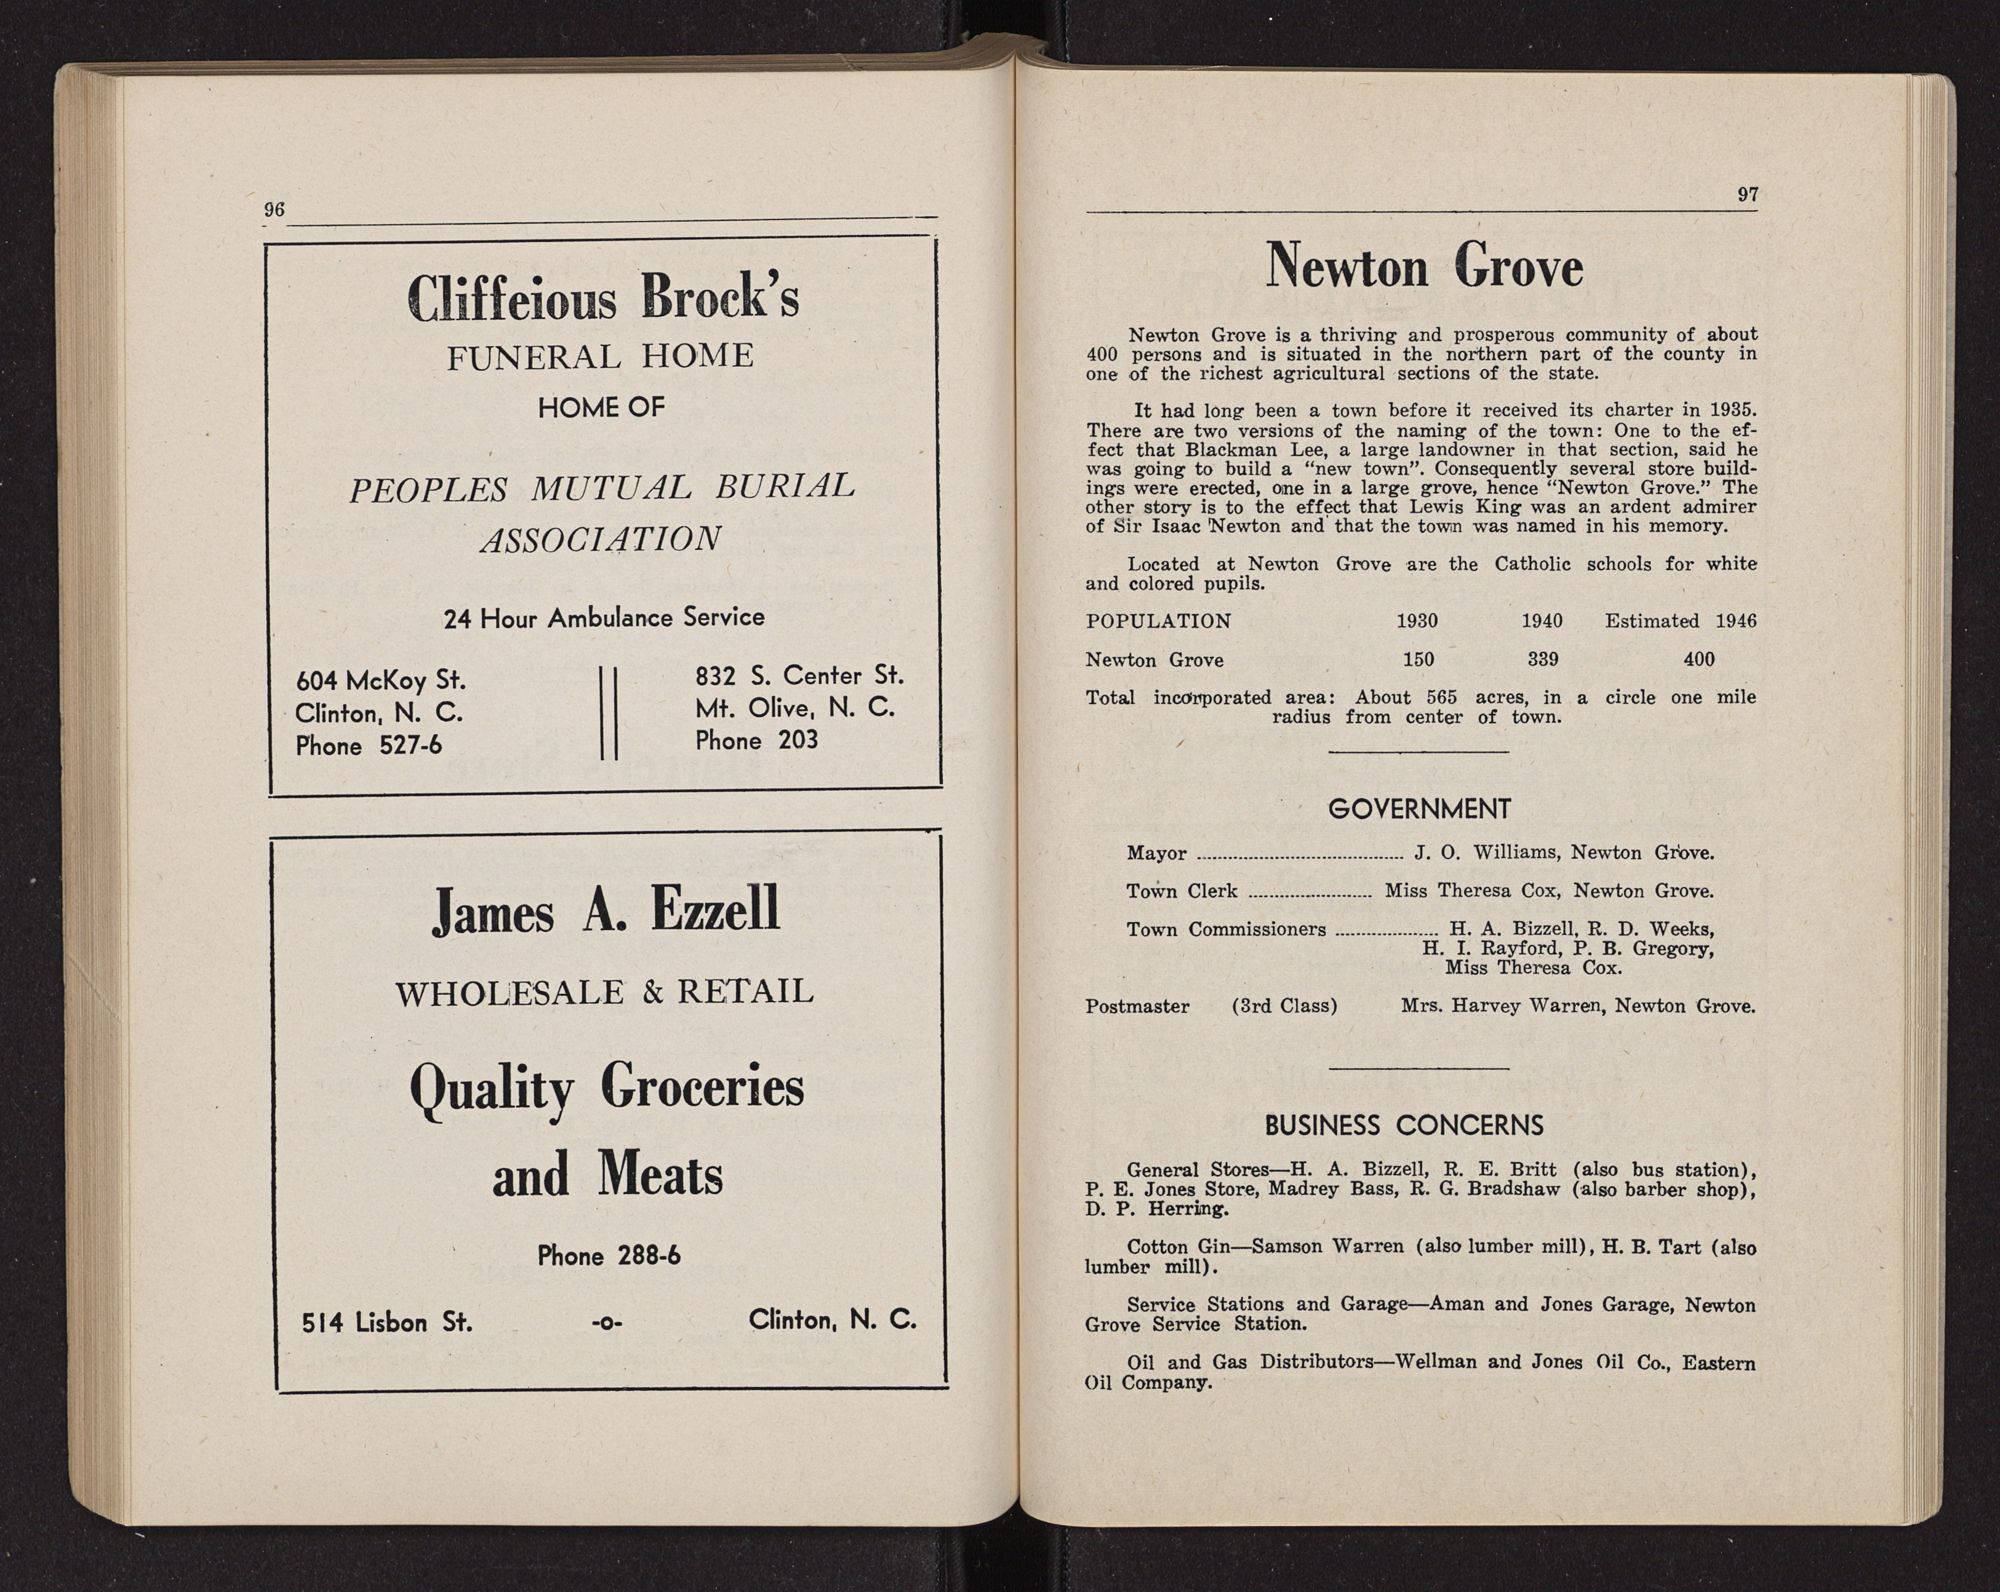 96
Cliffeious Brock's
FUNERAL HOME
HOME OF
PEOPLES MUTUAL BURIAL
ASSOCIATION
24 Hour Ambulance Service
604 McKoy St.
Clinton, N. C.
Phone 527-6
832 S. Center St.
Mt. Olive, N. C.
Phone 203
James A. Ezzell
WHOLESALE & RETAIL
Quality Groceries
and Meats
Phone 288-6
514 Lisbon St. -o- Clinton, N. C.
97
Newton Grove
Newton Grove is a thriving and prosperous community of about
400 persons and is situated in the northern part of the county in
one of the richest agricultural sections of the state.
It had long been a town before it received its charter in 1935.
There are two versions of the naming of the town: One to the ef-
fect that Blackman Lee, a large landowner in that section, said he
was going to build a "new town". Consequently several store build-
ings were erected, one in a large grove, hence "Newton Grove." The
other story is to the effect that Lewis King was an ardent admirer
of Sir Isaac Newton and that the town was named in his memory.
Located at Newton Grove are the Catholic schools for white
and colored pupils.
POPULATION 1930 1940 Estimated 1946
Newton Grove 150 339 400
Total incorporated area: About 565 acres, in a circle one mile
radius from center of town.
GOVERNMENT
Mayor ........................................ J. O. Williams, Newton Grove.
Town Clerk ........................ Miss Theresa Cox, Newton Grove.
Town Commissioners .................... H. A. Bizzell, R. D. Weeks,
H. I. Rayford, P. B. Gregory,
Miss Theresa Cox.
Postmaster (3rd Class) Mrs. Harvey Warren, Newton Grove.
BUSINESS CONCERNS
General Stores—H. A. Bizzell, R. E. Britt (also bus station),
P. E. Jones Store, Madrey Bass, R. G. Bradshaw (also barber shop),
D. P. Herring.
Cotton Gin—Samson Warren (also lumber mill), H. B. Tart (also
lumber mill).
Service Stations and Garage—Aman and Jones Garage, Newton
Grove Service Station.
Oil and Gas Distributors—Wellman and Jones Oil Co., Eastern
Oil Company.